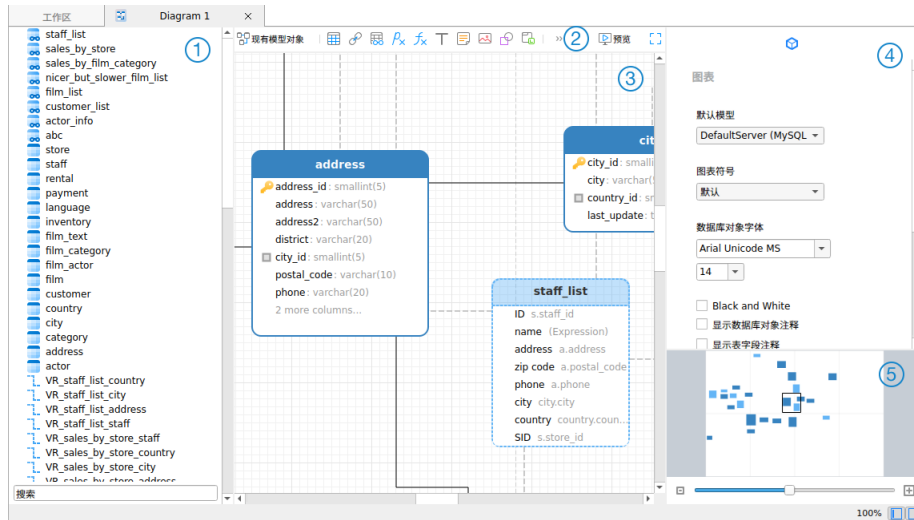 工作区
Diagram 1
staff_list
sales_by_store
sales_by_film_category
nicer_but_slower_film_list
film_list
customer_list
actor_info
abc
store
staff
rental
payment
language
inventory
film_text
film_category
film_actor
film
customer
country
city
category
address
actor
VR_staff_list_country
VR_staff_list_city
VR_staff_list_address
VR_staff_list_staff
VR_sales_by_store_staff
VR_sales_by_store_country
VR_sales_by_store_city
VR_sales_by_store_address
搜索
1
现有模型对象
2
预览
3
address
address_id: smallint(5)
address: varchar(50)
address2: varchar(50)
district: varchar(20)
city_id: smallint(5)
postal_code: varchar(10)
phone: varchar(20)
2 more columns...
cit
city_id: smalli
city: varchar(
country_id: sr
last_update: t
staff_list
ID s.staff_id
name (Expression)
address a.address
zip code a.postal_code
phone a.phone
city city.city
country country.coun...
SID s.store_id
4
图表
默认模型
DefaultServer (MySQL
图表符号
默认
数据库对象字体
Arial Unicode MS
14
Black and White
显示数据库对象注释
显示表字段注释
5
100%